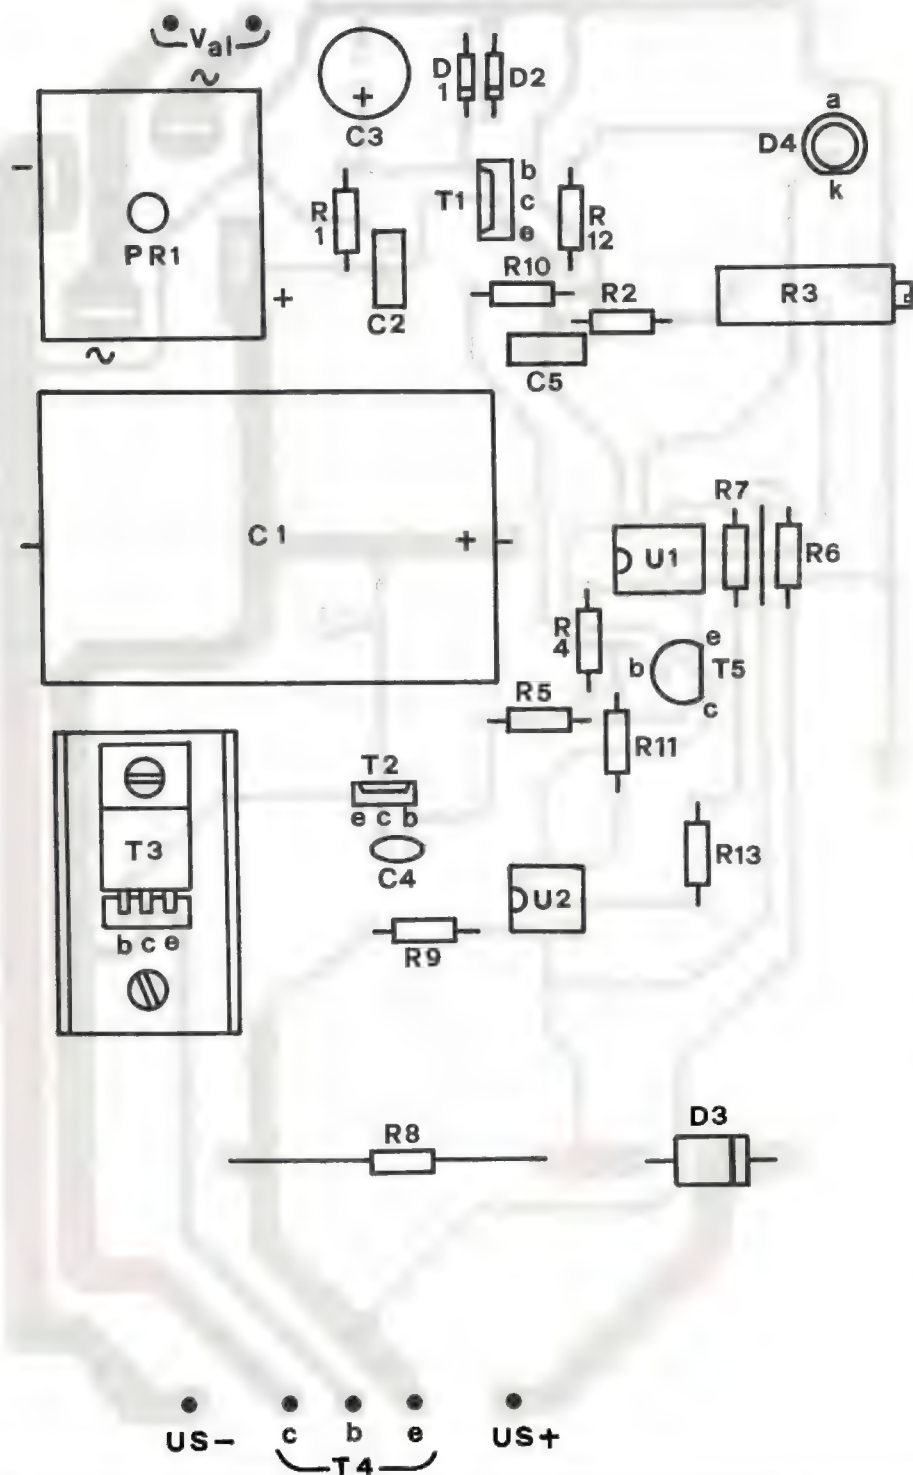 Val
~
D
1
D2
+
C3
a
D4
k
-
PR1
+
~
R
1
C2
T1
b
c
e
R
12
R10
R2
R3
C5
C1
+
R7
U1
R6
R
4
e
b
T5
c
R5
R11
T2
e c b
C4
T3
b c e
R13
U2
R9
D3
R8
US-
c
b
e
US+
T4